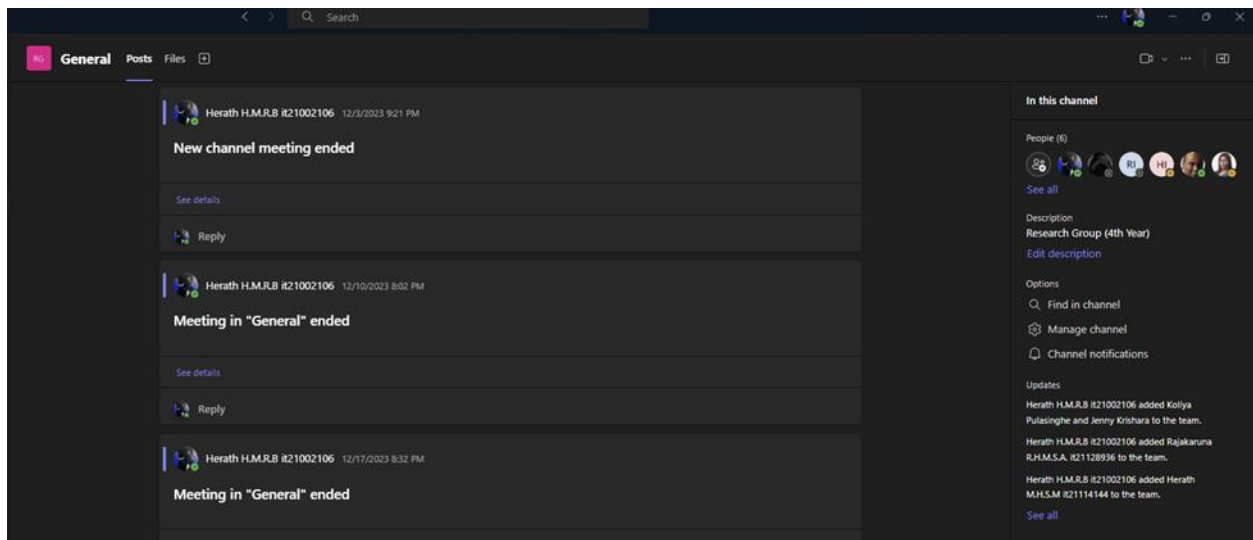 Search
RG General Posts Files
Herath H.M.R.B it21002106 12/3/2023 9:21 PM
New channel meeting ended
See details
Reply
Herath H.M.R.B it21002106 12/10/2023 8:02 PM
Meeting in "General" ended
See details
Reply
Herath H.M.R.B it21002106 12/17/2023 8:32 PM
Meeting in "General" ended
In this channel
People (6)
RI HI
See all
Description
Research Group (4th Year)
Edit description
Options
Find in channel
Manage channel
Channel notifications
Updates
Herath H.M.R.B it21002106 added Koliya
Pulasinghe and Jenny Krishara to the team.
Herath H.M.R.B it21002106 added Rajakaruna
R.H.M.S.A. it21128936 to the team.
Herath H.M.R.B it21002106 added Herath
M.H.S.M it21114144 to the team.
See all